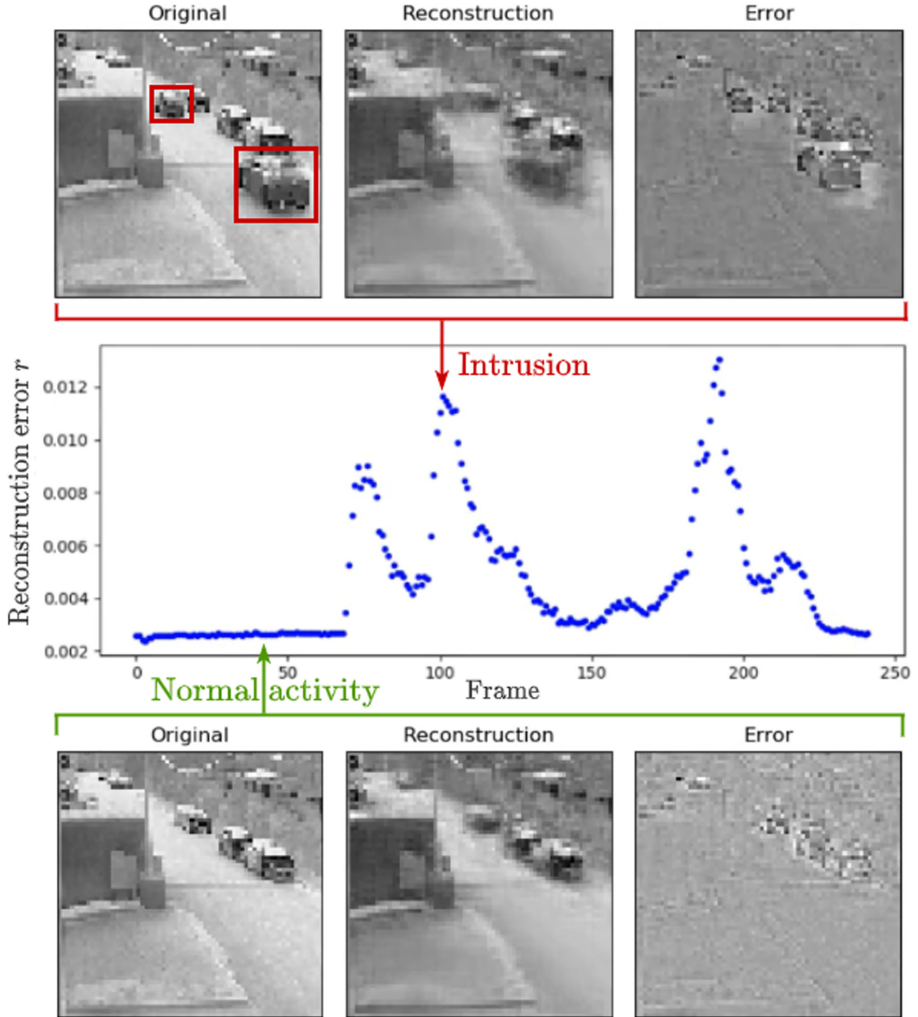 Original Reconstruction Error
Intrusion
Reconstruction error r
0.012
0.010
0.008
0.006
0.004
0.002
0 50 100 150 200 250
Normal activity
Frame
Original Reconstruction Error